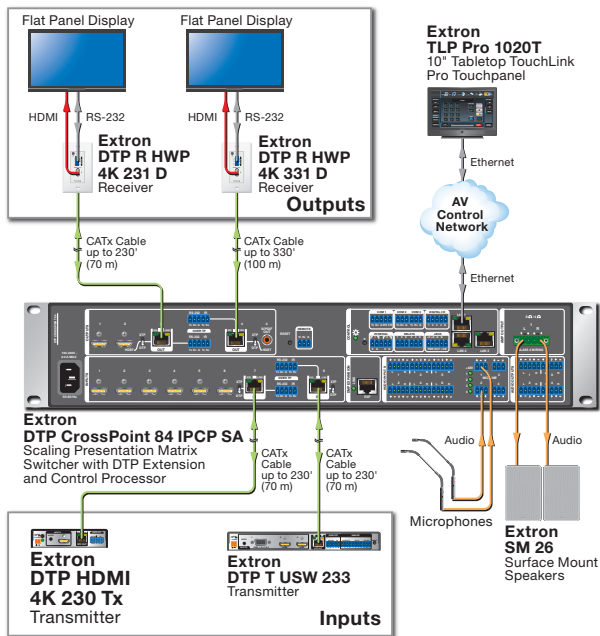 Flat Panel Display
Flat Panel Display
HDMI
RS-232
HDMI
RS-232
Extron
DTP R HWP
4K 231 D
Receiver
Extron
DTP R HWP
4K 331 D
Receiver
Outputs
CATx Cable
up to 230'
(70 m)
CATx Cable
up to 330'
(100 m)
Extron
TLP Pro 1020T
10" Tabletop TouchLink
Pro Touchpanel
Ethernet
AV
Control
Network
Ethernet
OUT
OUT
Extron
DTP CrossPoint 84 IPCP SA
Scaling Presentation Matrix
Switcher with DTP Extension
and Control Processor
CATx
Cable
up to 230'
(70 m)
CATx
Cable
up to 230'
(70 m)
Audio
Audio
Microphones
Extron
SM 26
Surface Mount
Speakers
Extron
DTP HDMI
4K 230 Tx
Transmitter
Extron
DTP T USW 233
Transmitter
Inputs